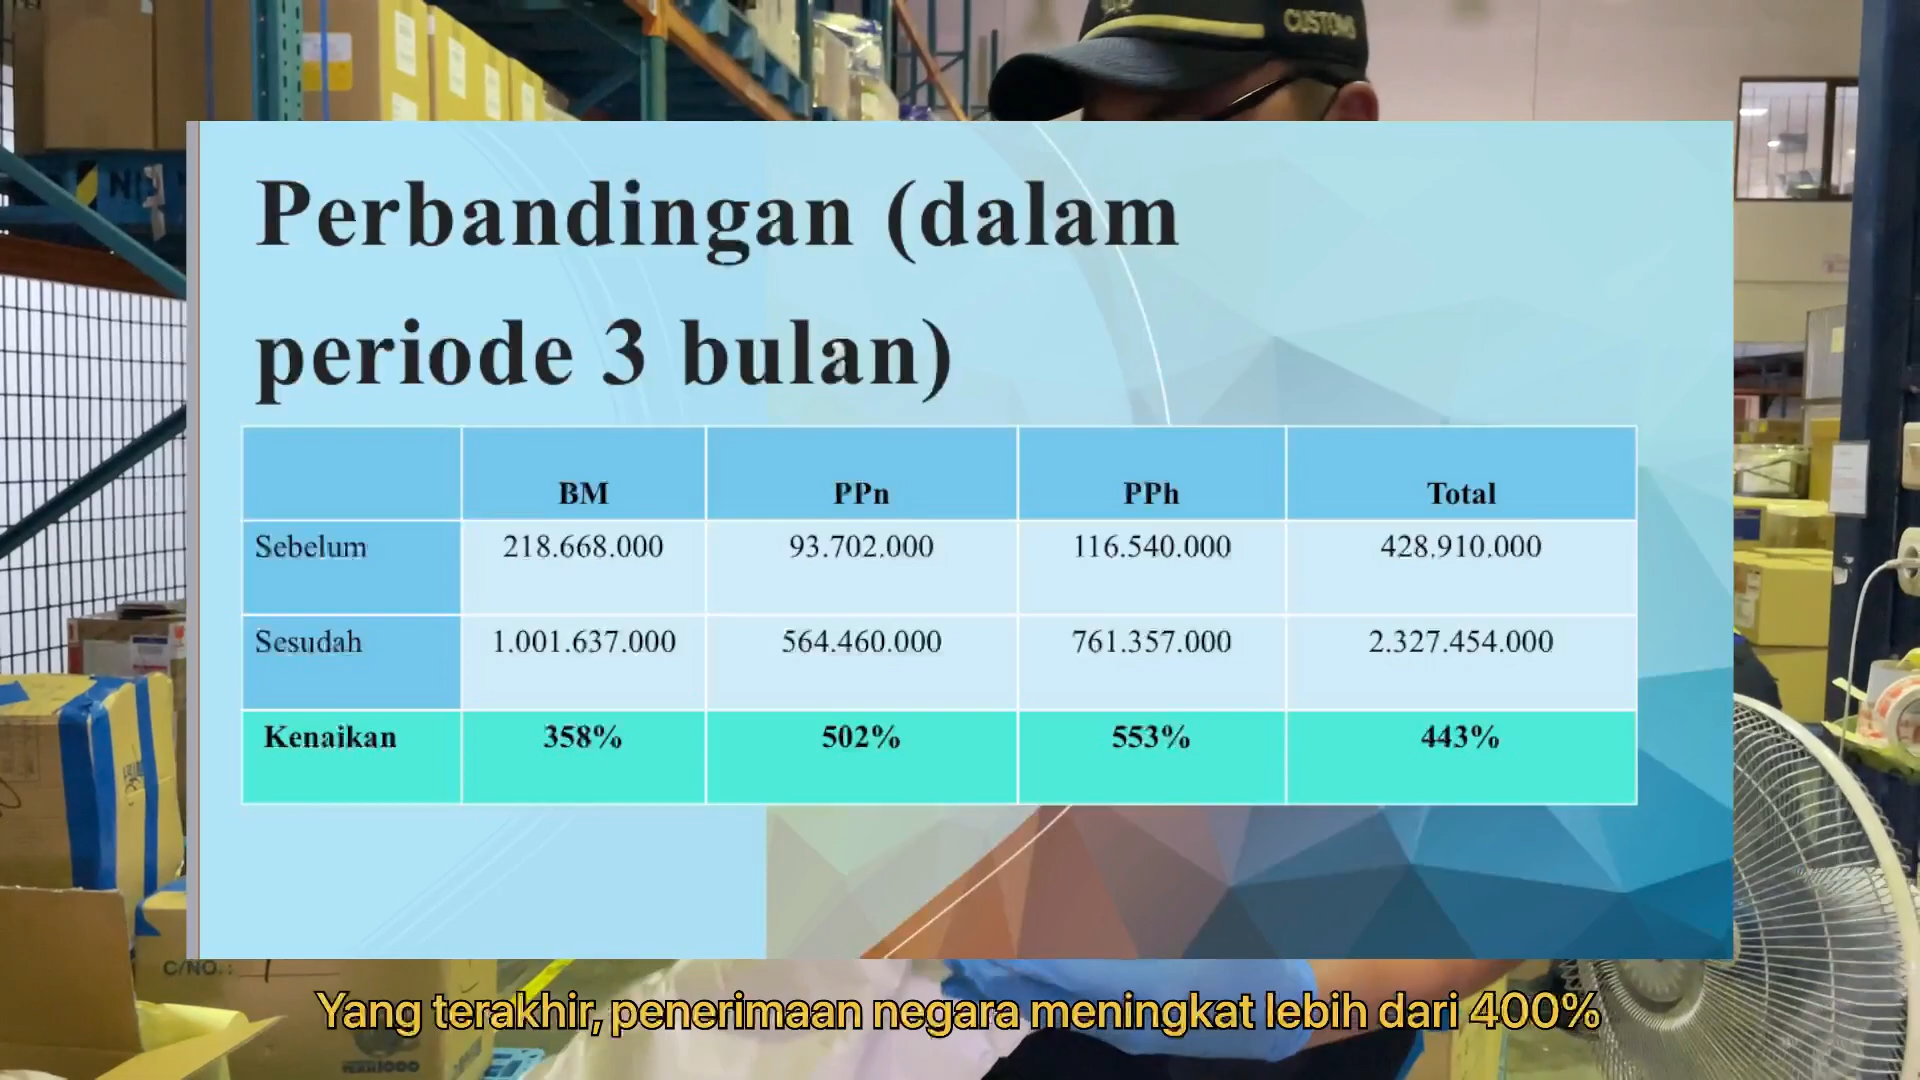 CUSTOMS
Perbandingan (dalam
periode 3 bulan)
BM PPn PPh Total
Sebelum 218.668.000 93.702.000 116.540.000 428.910.000
Sesudah 1.001.637.000 564.460.000 761.357.000 2.327.454.000
Kenaikan 358% 502% 553% 443%
C/NO.:
Yang terakhir, penerimaan negara meningkat lebih dari 400%